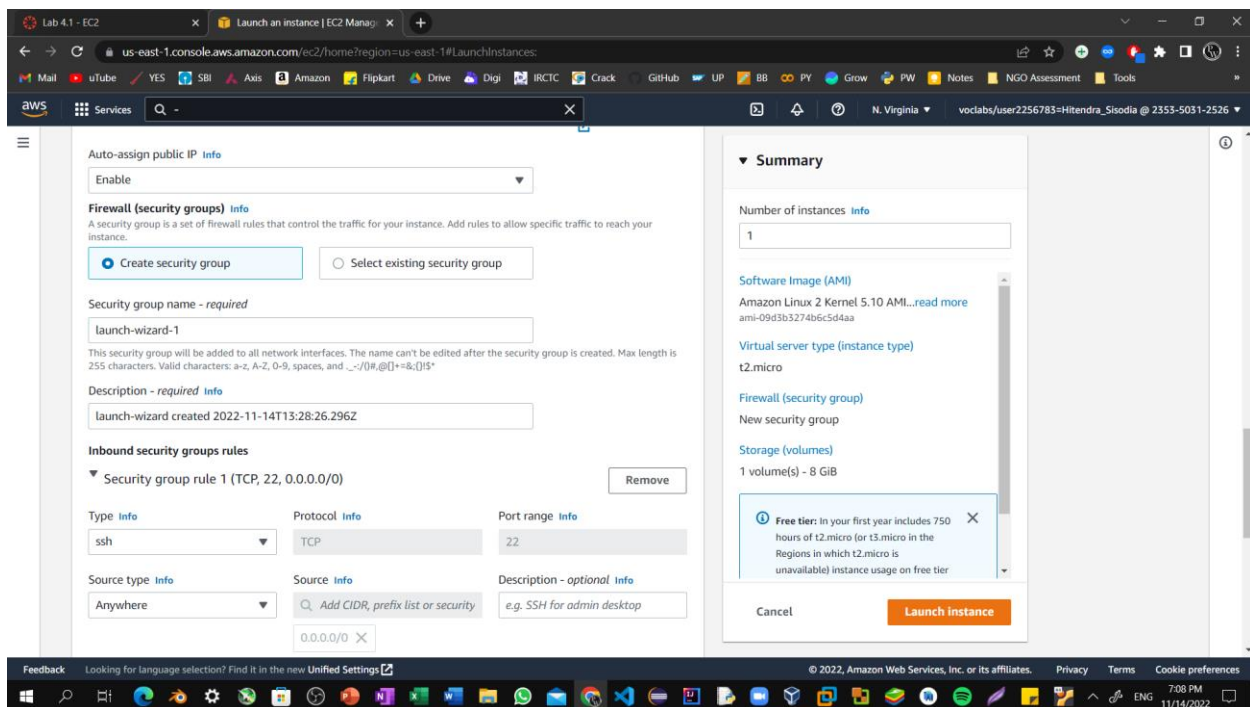 Lab 4.1 - EC2
Launch an instance | EC2 Manag
us-east-1.console.aws.amazon.com/ec2/home?region=us-east-1#LaunchInstances:
Mail uTube YES SBI Axis Amazon Flipkart Drive Digi IRCTC Crack GitHub UP BB PY Grow PW Notes NGO Assessment Tools »
aws Services - N. Virginia voclabs/user2256783=Hitendra_Sisodia @ 2353-5031-2526
Auto-assign public IP Info
Enable
Firewall (security groups) Info
A security group is a set of firewall rules that control the traffic for your instance. Add rules to allow specific traffic to reach your
instance.
Create security group
Select existing security group
Security group name - required
launch-wizard-1
This security group will be added to all network interfaces. The name can't be edited after the security group is created. Max length is
255 characters. Valid characters: a-z, A-Z, 0-9, spaces, and ._-:/()#,@[]+=&;{}!$*
Description - required Info
launch-wizard created 2022-11-14T13:28:26.296Z
Inbound security groups rules
Security group rule 1 (TCP, 22, 0.0.0.0/0)
Remove
Type Info
Protocol Info
Port range Info
ssh
TCP
22
Source type Info
Source Info
Description - optional Info
Anywhere
Add CIDR, prefix list or security
e.g. SSH for admin desktop
0.0.0.0/0
Summary
Number of instances Info
1
Software Image (AMI)
Amazon Linux 2 Kernel 5.10 AMI...read more
ami-09d3b3274b6c5d4aa
Virtual server type (instance type)
t2.micro
Firewall (security group)
New security group
Storage (volumes)
1 volume(s) - 8 GiB
Free tier: In your first year includes 750
hours of t2.micro (or t3.micro in the
Regions in which t2.micro is
unavailable) instance usage on free tier
Cancel
Launch instance
Feedback Looking for language selection? Find it in the new Unified Settings © 2022, Amazon Web Services, Inc. or its affiliates. Privacy Terms Cookie preferences
ENG
7:08 PM
11/14/2022